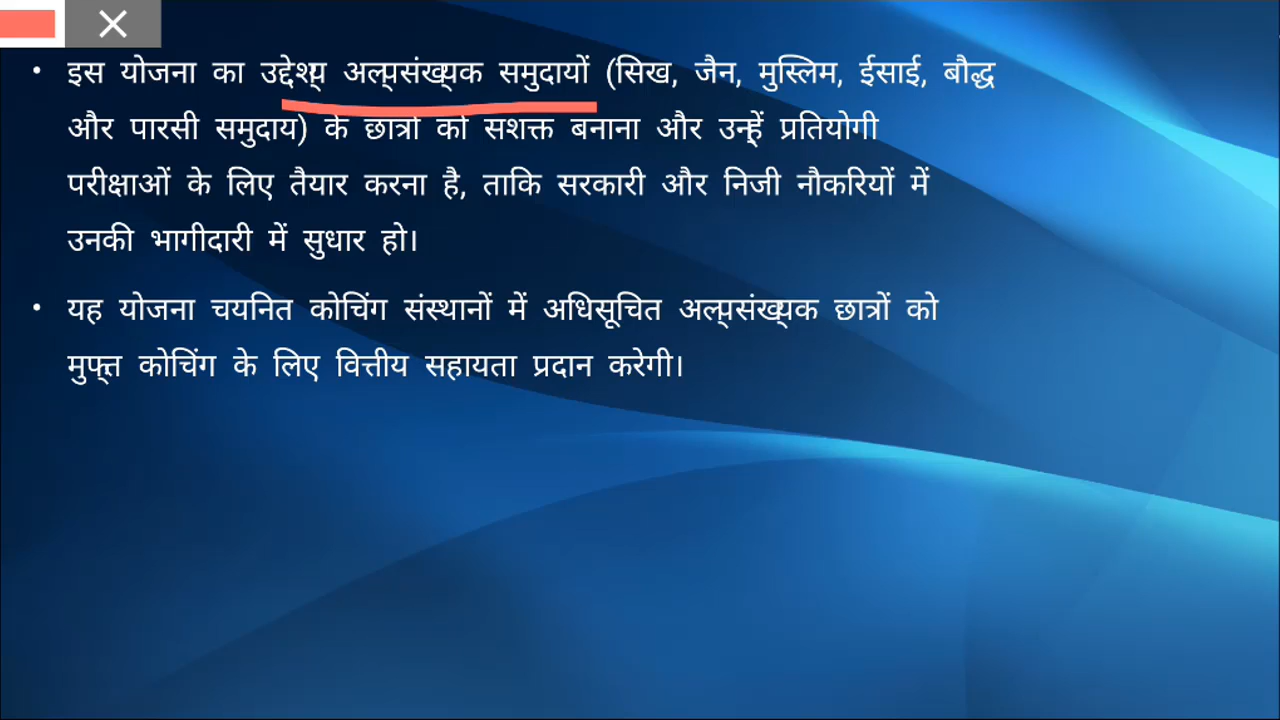 • इस योजना का उद्देश्य अल्पसंख्यक समुदायों (सिख, जैन, मुस्लिम, ईसाई, बौद्ध
और पारसी समुदाय) के छात्रों को सशक्त बनाना और उन्हें प्रतियोगी
परीक्षाओं के लिए तैयार करना है, ताकि सरकारी और निजी नौकरियों में
उनकी भागीदारी में सुधार हो।
• यह योजना चयनित कोचिंग संस्थानों में अधिसूचित अल्पसंख्यक छात्रों को
मुफ्त कोचिंग के लिए वित्तीय सहायता प्रदान करेगी।